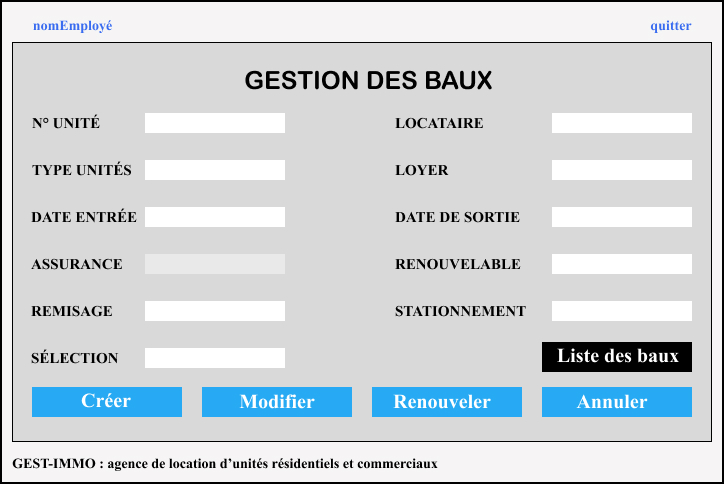 nomEmployé quitter
GESTION DES BAUX
N° UNITÉ LOCATAIRE
TYPE UNITÉS LOYER
DATE ENTRÉE DATE DE SORTIE
ASSURANCE RENOUVELABLE
REMISAGE STATIONNEMENT
SÉLECTION Liste des baux
Créer Modifier Renouveler Annuler
GEST-IMMO : agence de location d’unités résidentiels et commerciaux